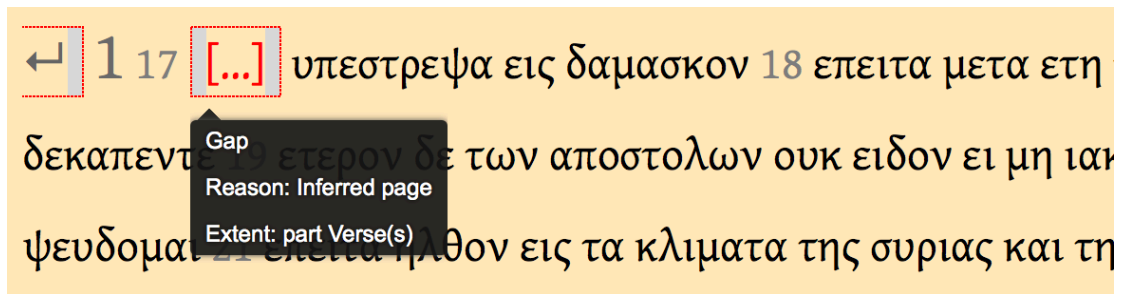 ↵ 1 17 [...] υπεστρεψα εις δαμασκον 18 επειτα μετα ετη
Gap
δεκαπεντε 19 ετερον δε των αποστολων ουκ ειδον ει μη ιακ
Reason: Inferred page
Extent: part Verse(s)
ψευδομαι 21 επειτα ηλθον εις τα κλιματα της συριας και τη